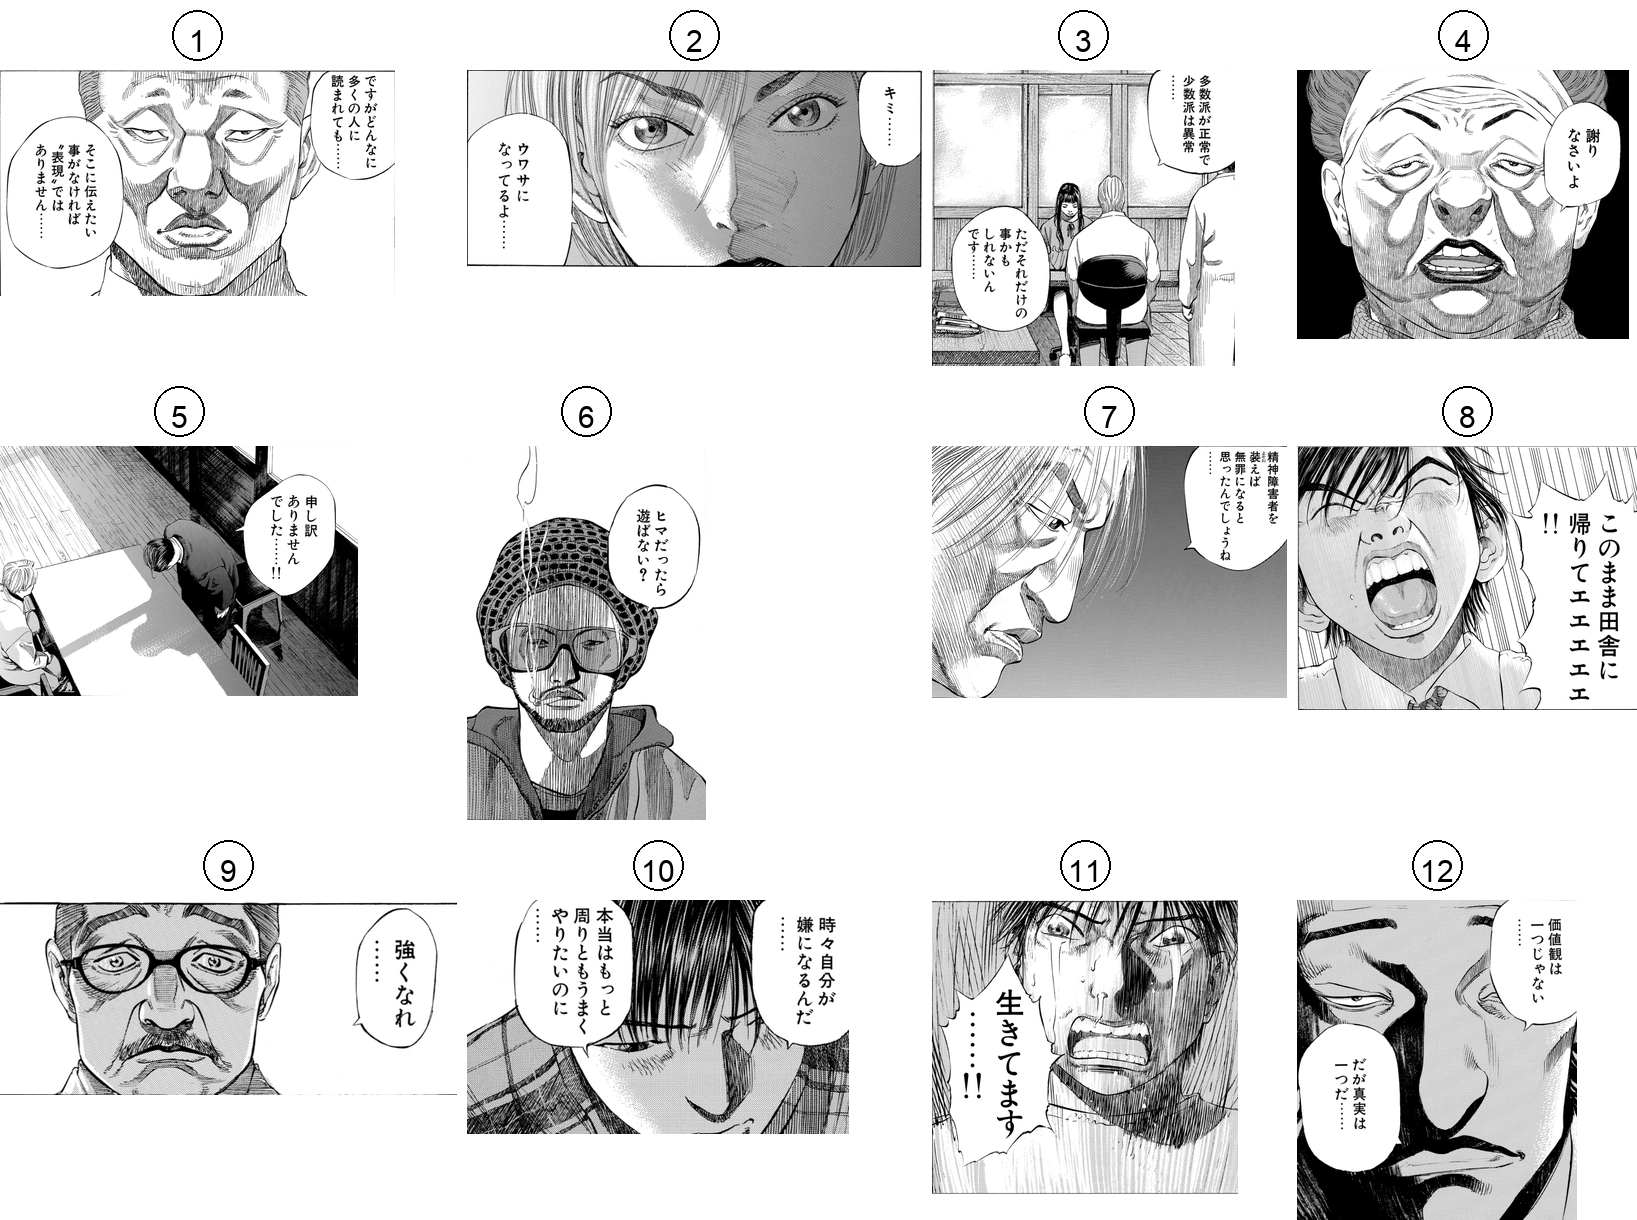 1
ですがどんなに
多くの人に
読まれても……
そこに伝えたい
事がなければ
〝表現〟では
ありません……
2
キミ……
ウワサに
なってるよ……
3
多数派が正常で
少数派は異常
……
ただそれだけの
事かも
しれないん
です……
4
謝り
なさいよ
5
申し訳
ありません
でした……!!
6
ヒマだったら
遊ばない?
7
精神障害者を
装えば
無罪になると
思ったんでしょうね
……
8
このまま田舎に
帰りてェェェェェ
!!
9
強くなれ
……
10
時々自分が
嫌になるんだ
……
本当はもっと
周りともうまく
やりたいのに
……
11
生きてます
……!!
12
価値観は
一つじゃない
……
だが真実は
一つだ……